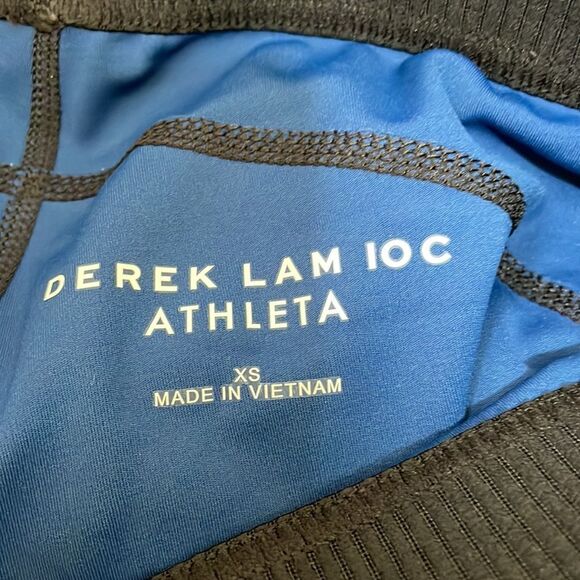 DEREK LAM 10C
ATHLETA
XS
MADE IN VIETNAM